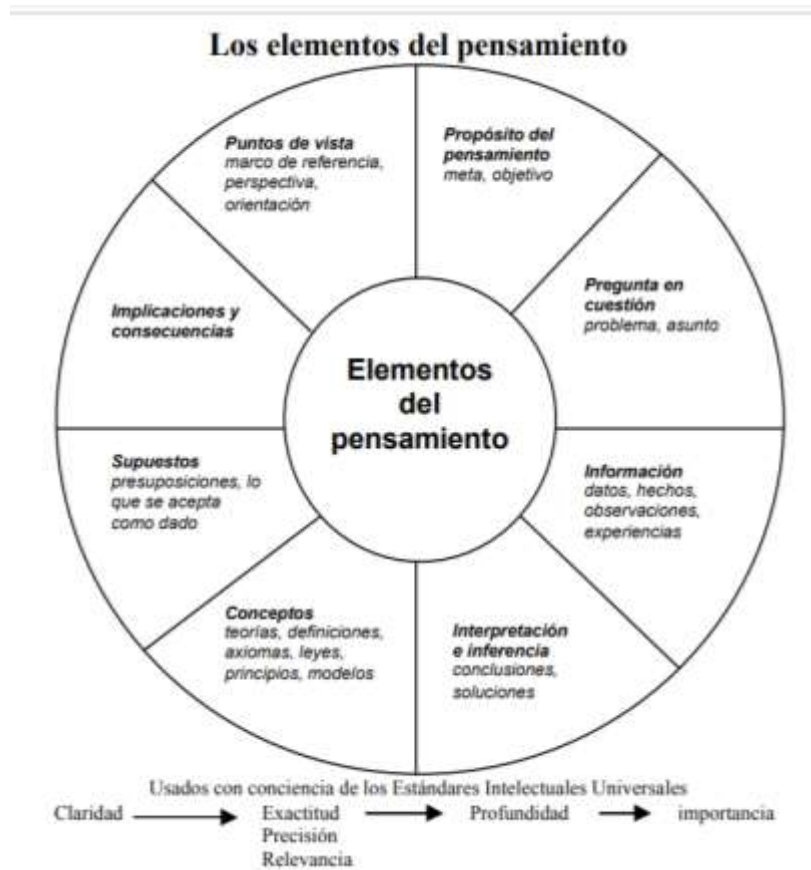 Los elementos del pensamiento
Puntos de vista
marco de referencia,
perspectiva,
orientación
Propósito del
pensamiento
meta, objetivo
Pregunta en
cuestión
problema, asunto
Implicaciones y
consecuencias
Elementos
del
pensamiento
Supuestos
presuposiciones, lo
que se acepta
como dado
Información
datos, hechos,
observaciones,
experiencias
Conceptos
teorías, definiciones,
axiomas, leyes,
principios, modelos
Interpretación
e inferencia
conclusiones,
soluciones
Usados con conciencia de los Estándares Intelectuales Universales
Claridad Exactitud Profundidad importancia
Precisión
Relevancia